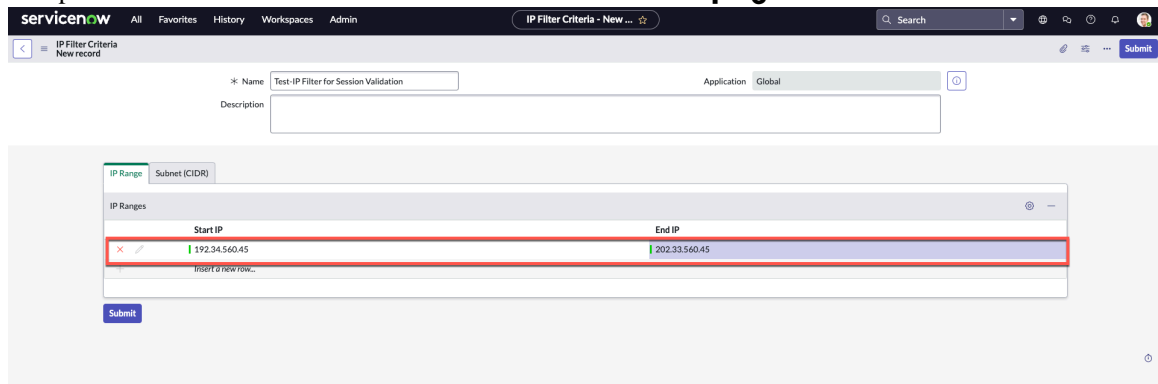 servicenow All Favorites History Workspaces Admin IP Filter Criteria - New ... Search
IP Filter Criteria
New record
Submit
Name Test-IP Filter for Session Validation Application Global
Description
IP Range Subnet (CIDR)
IP Ranges
Start IP End IP
192.34.560.45 202.33.560.45
Insert a new row...
Submit